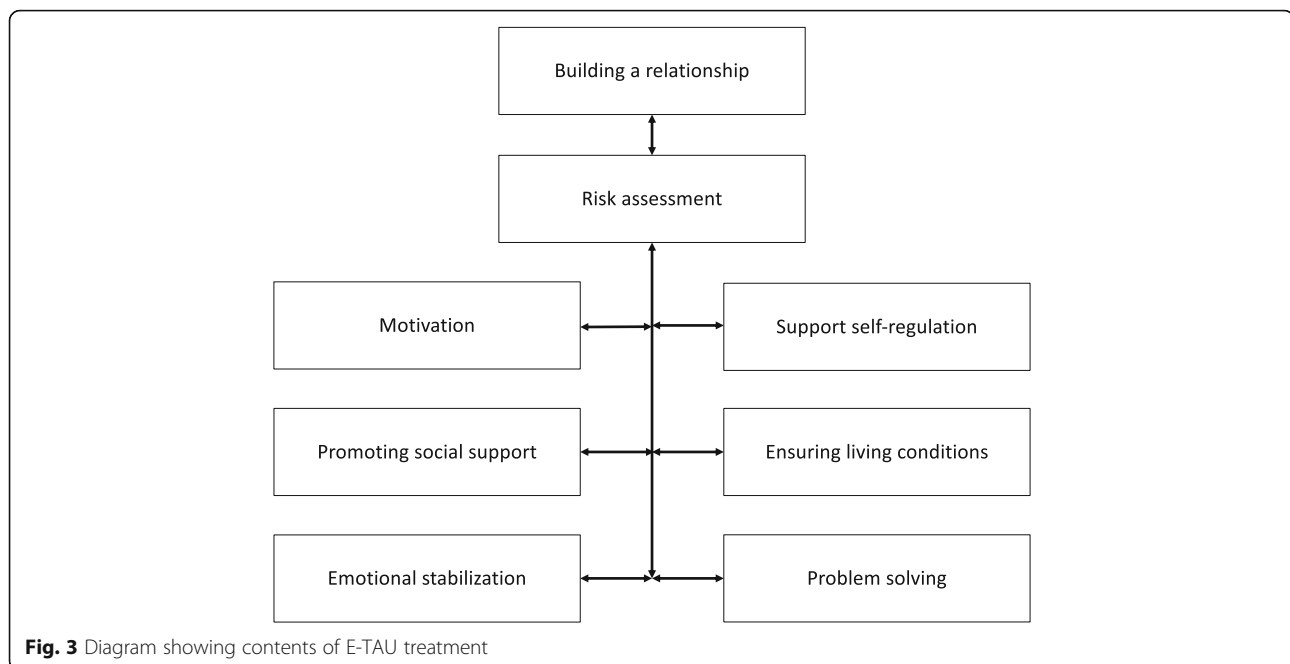 Building a relationship
Risk assessment
Motivation
Support self-regulation
Promoting social support
Ensuring living conditions
Emotional stabilization
Problem solving
Fig. 3 Diagram showing contents of E-TAU treatment